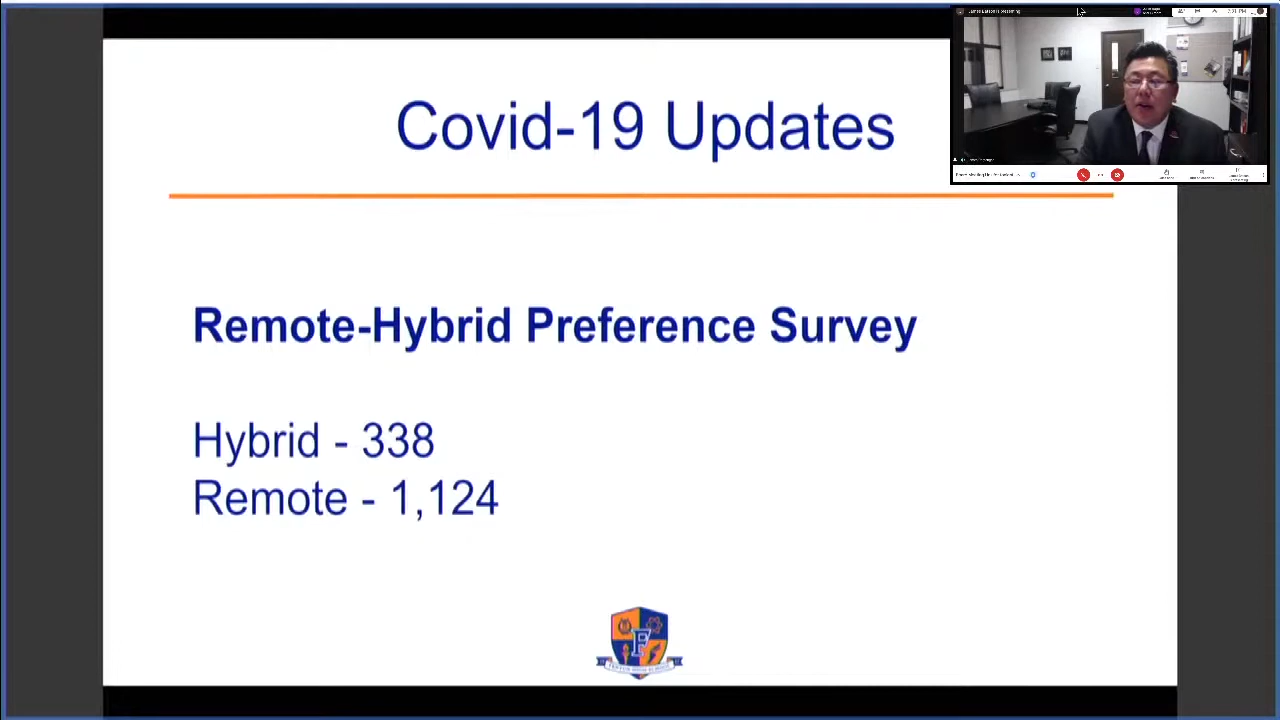 Covid-19 Updates
Remote-Hybrid Preference Survey
Hybrid - 338
Remote - 1,124